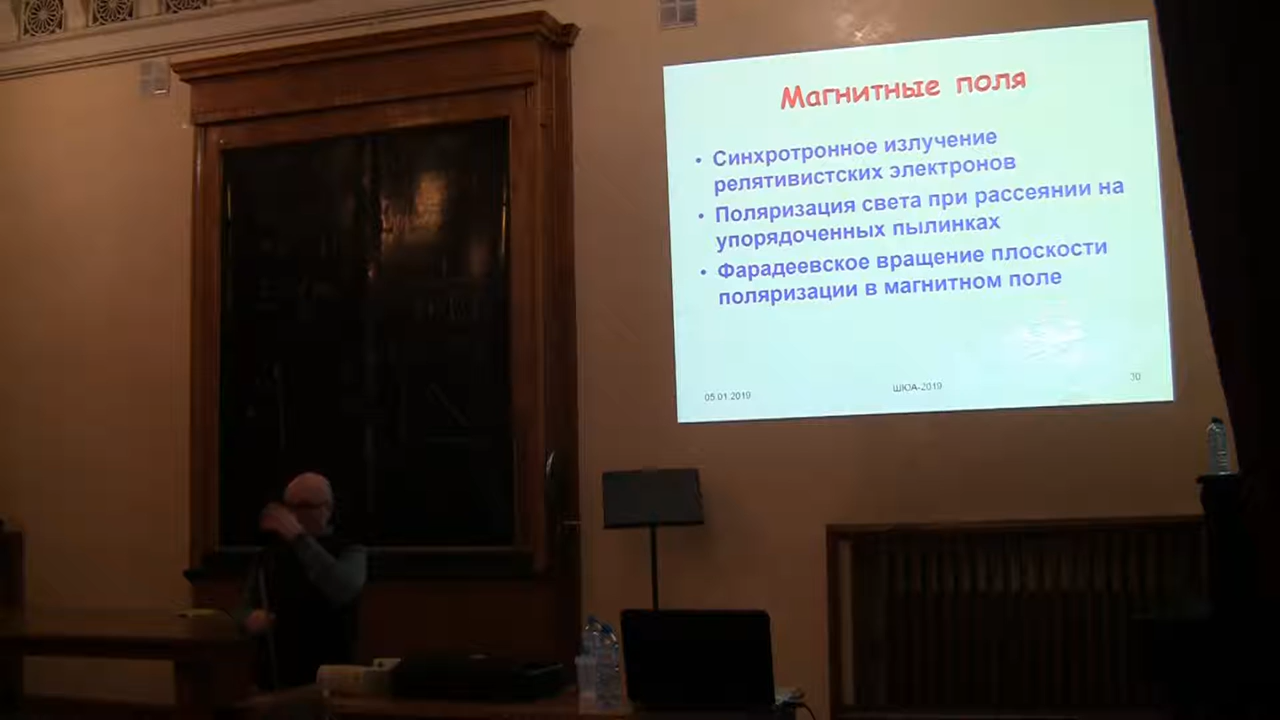 Магнитные поля
• Синхротронное излучение
релятивистских электронов
• Поляризация света при рассеянии на
упорядоченных пылинках
• Фарадеевское вращение плоскости
поляризации в магнитном поле
05.01.2019
ШЮА-2019
30